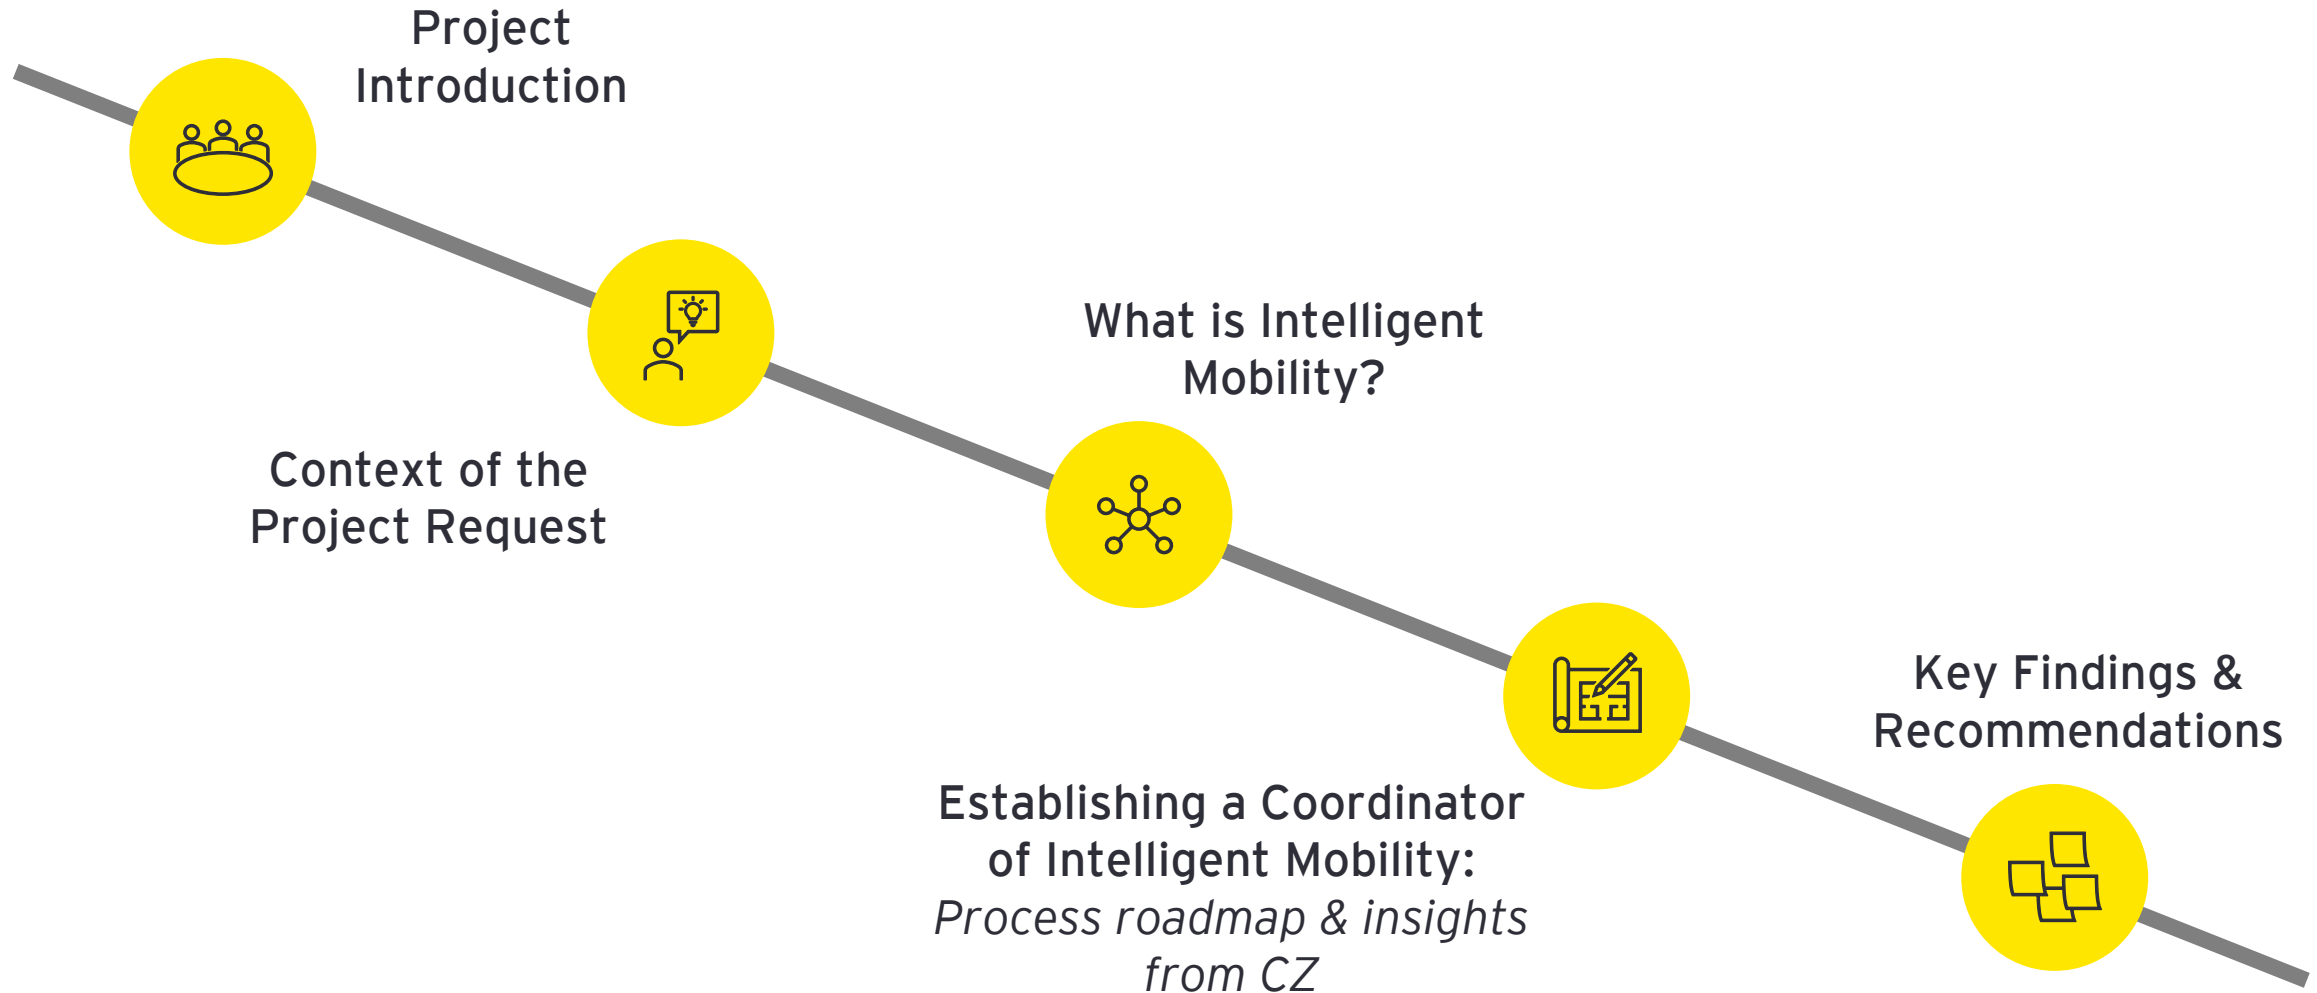 Project
Introduction
Context of the
Project Request
What is Intelligent
Mobility?
Establishing a Coordinator
of Intelligent Mobility:
Process roadmap & insights
from CZ
Key Findings &
Recommendations